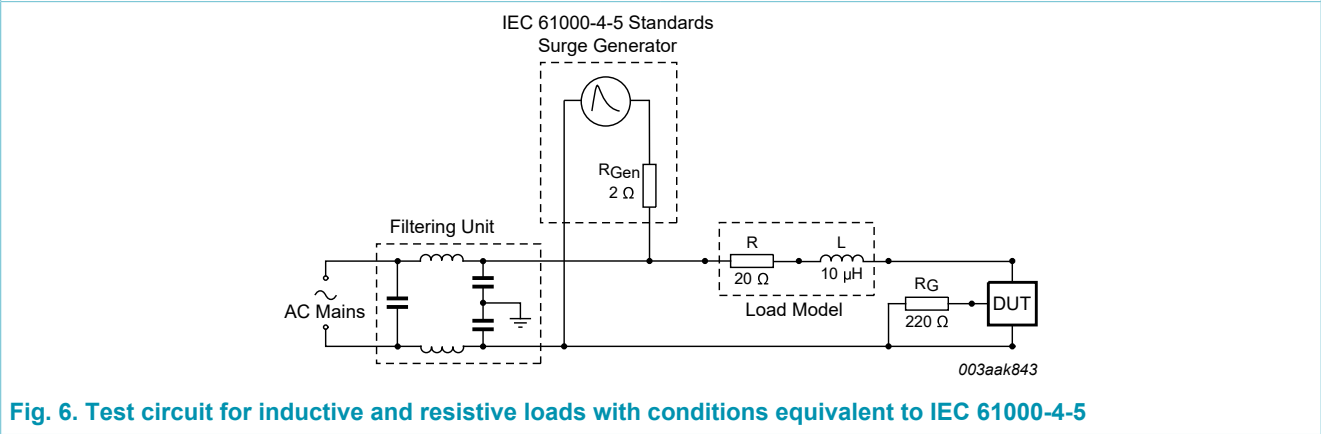 IEC 61000-4-5 Standards
Surge Generator
RGen
2 Ω
Filtering Unit
AC Mains
R
20 Ω
L
10 µH
Load Model
RG
220 Ω
DUT
003aak843
Fig. 6. Test circuit for inductive and resistive loads with conditions equivalent to IEC 61000-4-5